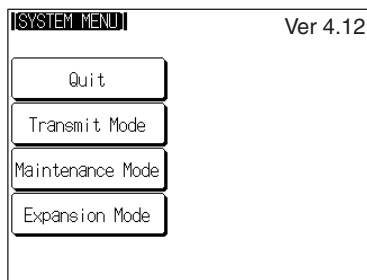 [SYSTEM MENU]
Ver 4.12
Quit
Transmit Mode
Maintenance Mode
Expansion Mode